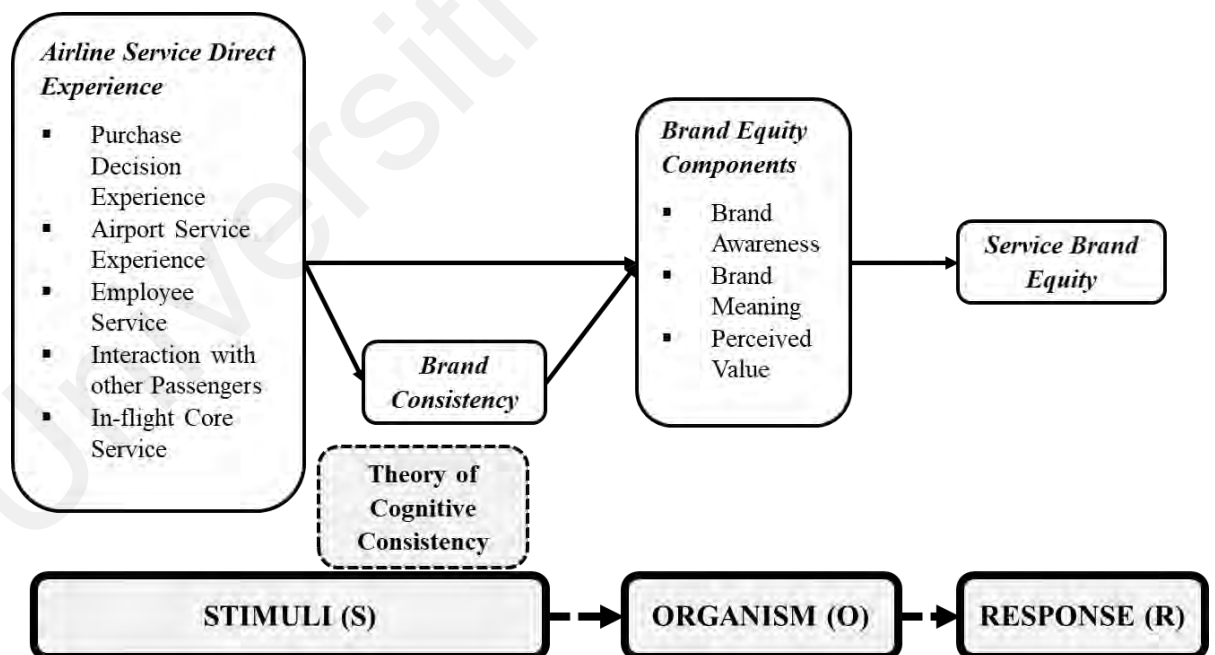 Airline Service Direct
Experience
▪ Purchase
Decision
Experience
▪ Airport Service
Experience
▪ Employee
Service
▪ Interaction with
other Passengers
▪ In-flight Core
Service
Brand
Consistency
Theory of
Cognitive
Consistency
Brand Equity
Components
▪ Brand
Awareness
▪ Brand
Meaning
▪ Perceived
Value
Service Brand
Equity
STIMULI (S)
ORGANISM (O)
RESPONSE (R)
Universiti